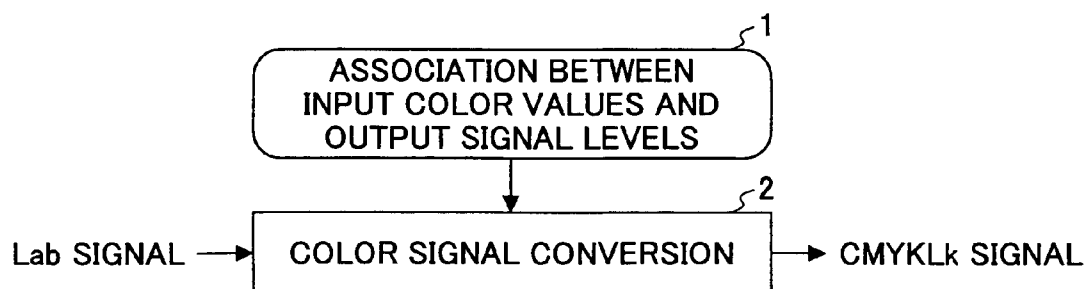 1
ASSOCIATION BETWEEN
INPUT COLOR VALUES AND
OUTPUT SIGNAL LEVELS
2
Lab SIGNAL
COLOR SIGNAL CONVERSION
CMYKLk SIGNAL